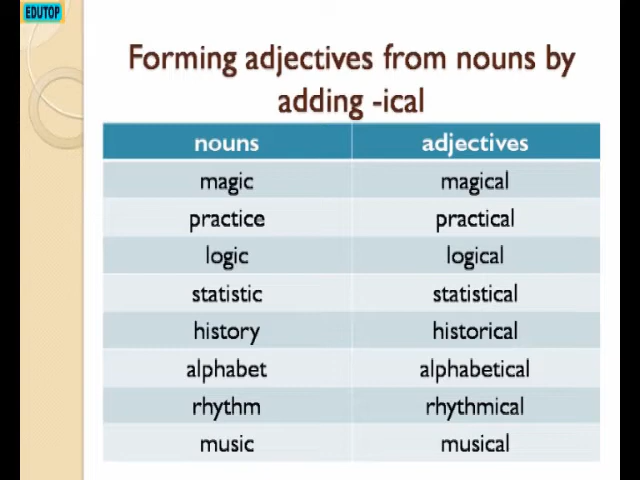 EDUTOP
Forming adjectives from nouns by
adding -ical
nouns adjectives
magic magical
practice practical
logic logical
statistic statistical
history historical
alphabet alphabetical
rhythm rhythmical
music musical